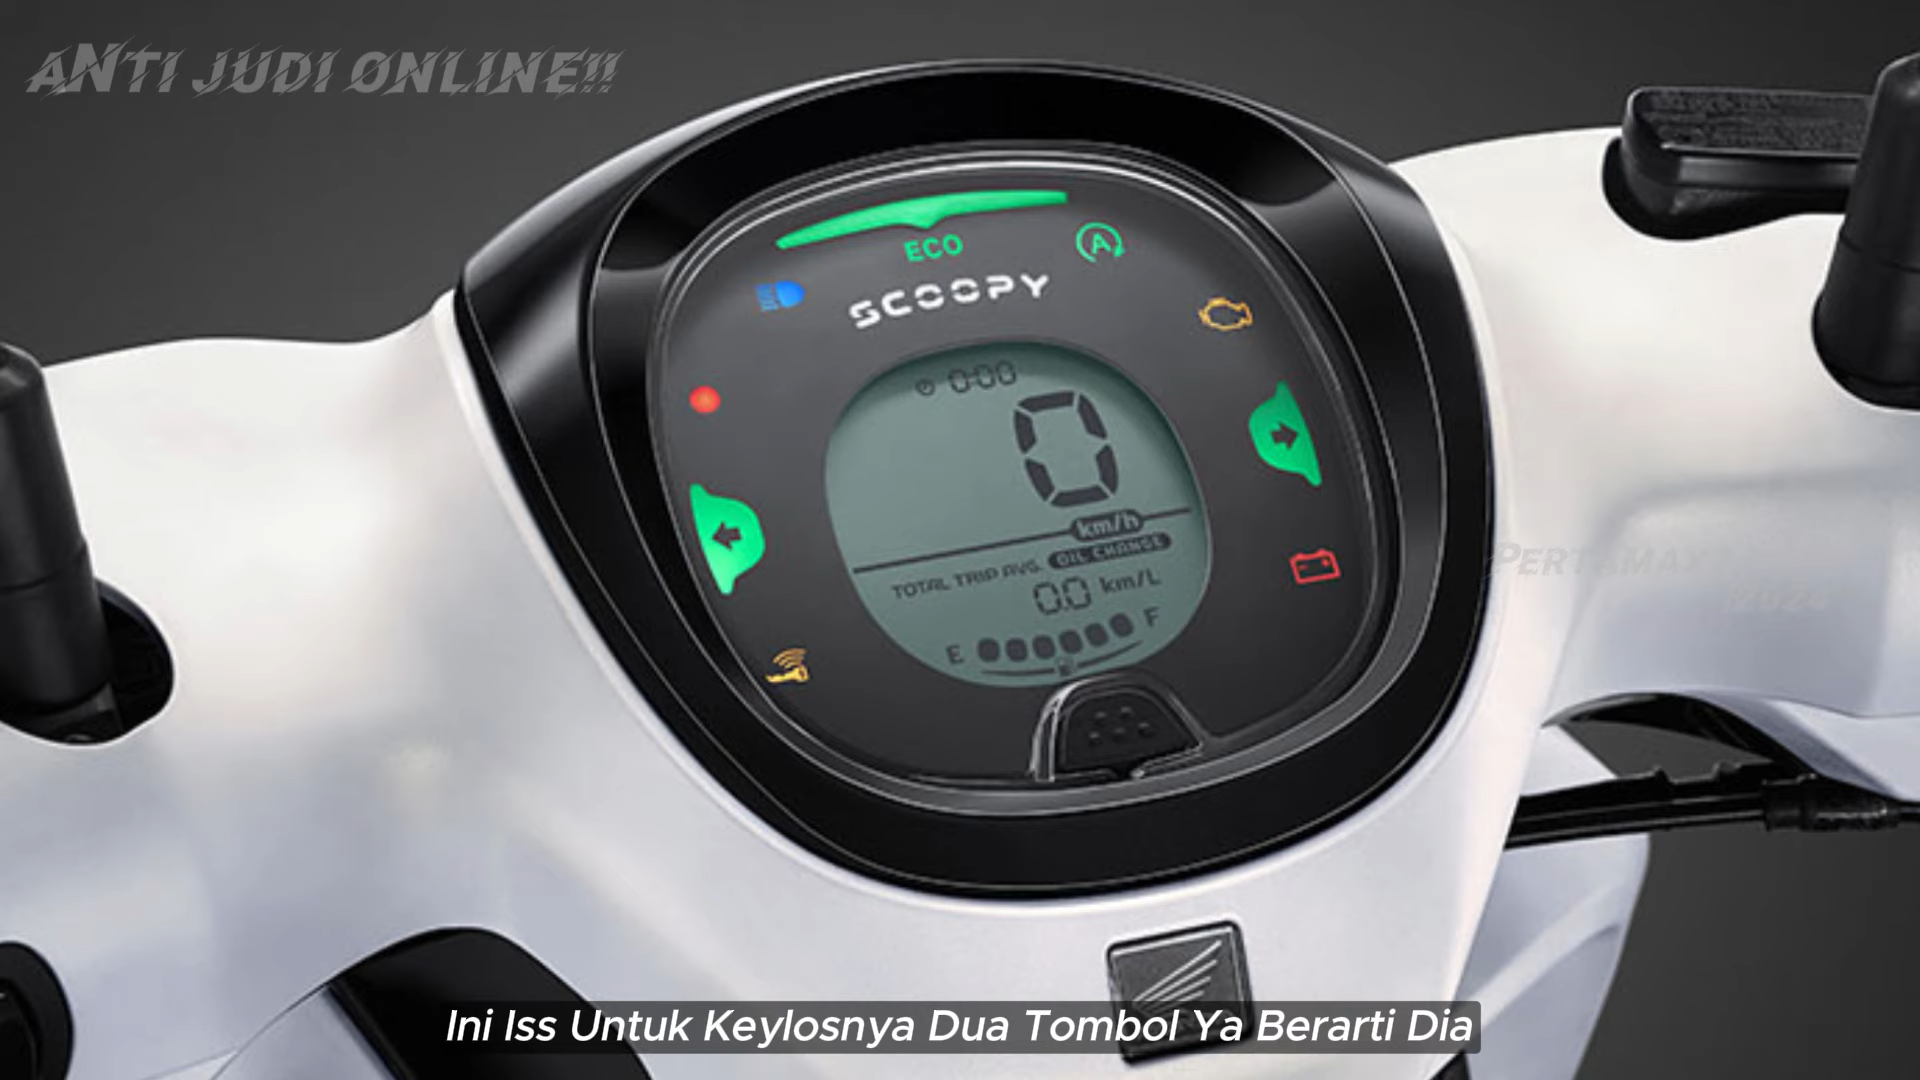 ANTI JUDI ONLINE!!
ECO
A
SCOOPY
0:00
0
km/h
TOTAL TRIP AVG. OIL CHANGE
0.0 km/L
E F
PERTAMAX
Ini Iss Untuk Keylosnya Dua Tombol Ya Berarti Dia